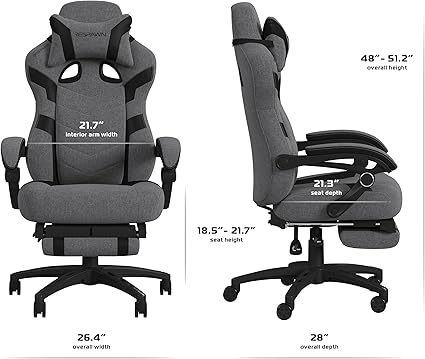 RESPAWN
48"- 51.2"
overall height
21.7"
interior arm width
21.3"
seat depth
18.5"- 21.7"
seat height
26.4"
overall width
28"
overall depth